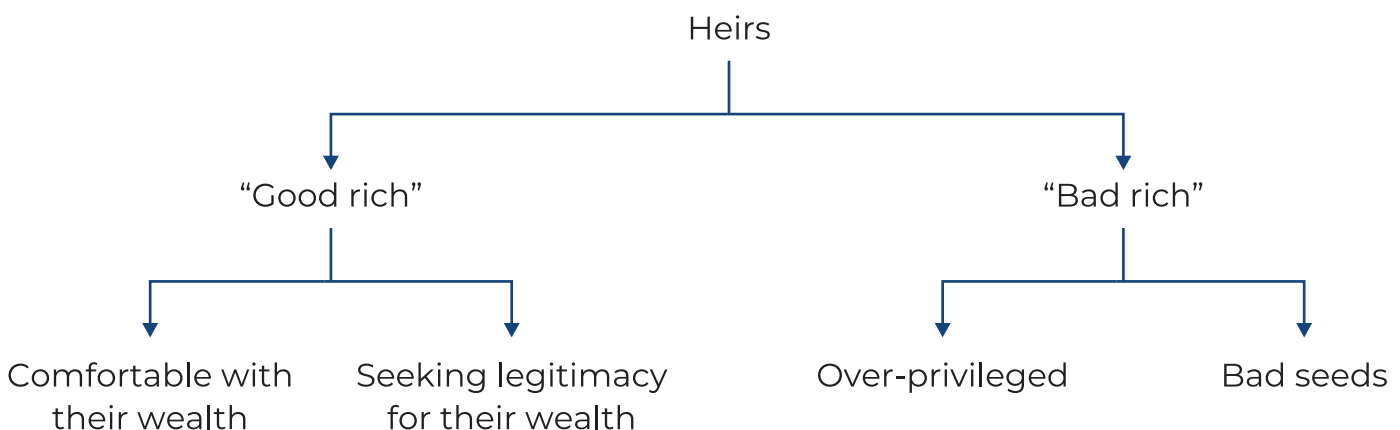 Heirs
“Good rich”
“Bad rich”
Comfortable with
their wealth
Seeking legitimacy
for their wealth
Over-privileged
Bad seeds